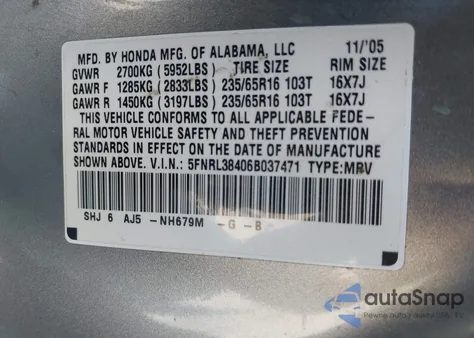 MFD. BY HONDA MFG. OF ALABAMA, LLC 11/'05
GVWR 2700KG (5952LBS) TIRE SIZE RIM SIZE
GAWR F 1285KG (2833LBS) 235/65R16 103T 16X7J
GAWR R 1450KG (3197LBS) 235/65R16 103T 16X7J
THIS VEHICLE CONFORMS TO ALL APPLICABLE FEDE-
RAL MOTOR VEHICLE SAFETY AND THEFT PREVENTION
STANDARDS IN EFFECT ON THE DATE OF MANUFACTURE
SHOWN ABOVE. V.I.N.: 5FNRL38406B037471 TYPE:MPV
SHJ 6 AJ5 -NH679M -G -B
autoSnap